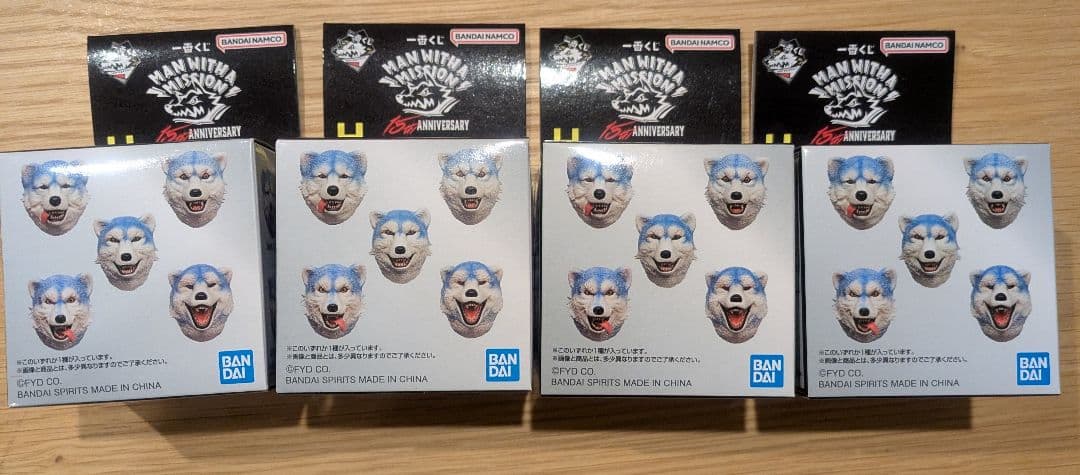 一番くじ
BANDAI NAMCO
MAN WITH A
MISSION
15th ANNIVERSARY
一番くじ
BANDAI NAMCO
MAN WITH A
MISSION
15th ANNIVERSARY
一番くじ
BANDAI NAMCO
MAN WITH A
MISSION
15th ANNIVERSARY
一番くじ
BANDAI NAMCO
MAN WITH A
MISSION
15th ANNIVERSARY
※このいずれか1種が入っています。
※画像と商品とは、多少異なりますのでご了承ください。
©FYD CO.
BANDAI SPIRITS MADE IN CHINA
BAN
DAI
※このいずれか1種が入っています。
※画像と商品とは、多少異なりますのでご了承ください。
©FYD CO.
BANDAI SPIRITS MADE IN CHINA
BAN
DAI
※このいずれか1種が入っています。
※画像と商品とは、多少異なりますのでご了承ください。
©FYD CO.
BANDAI SPIRITS MADE IN CHINA
BAN
DAI
※このいずれか1種が入っています。
※画像と商品とは、多少異なりますのでご了承ください。
©FYD CO.
BANDAI SPIRITS MADE IN CHINA
BAN
DAI